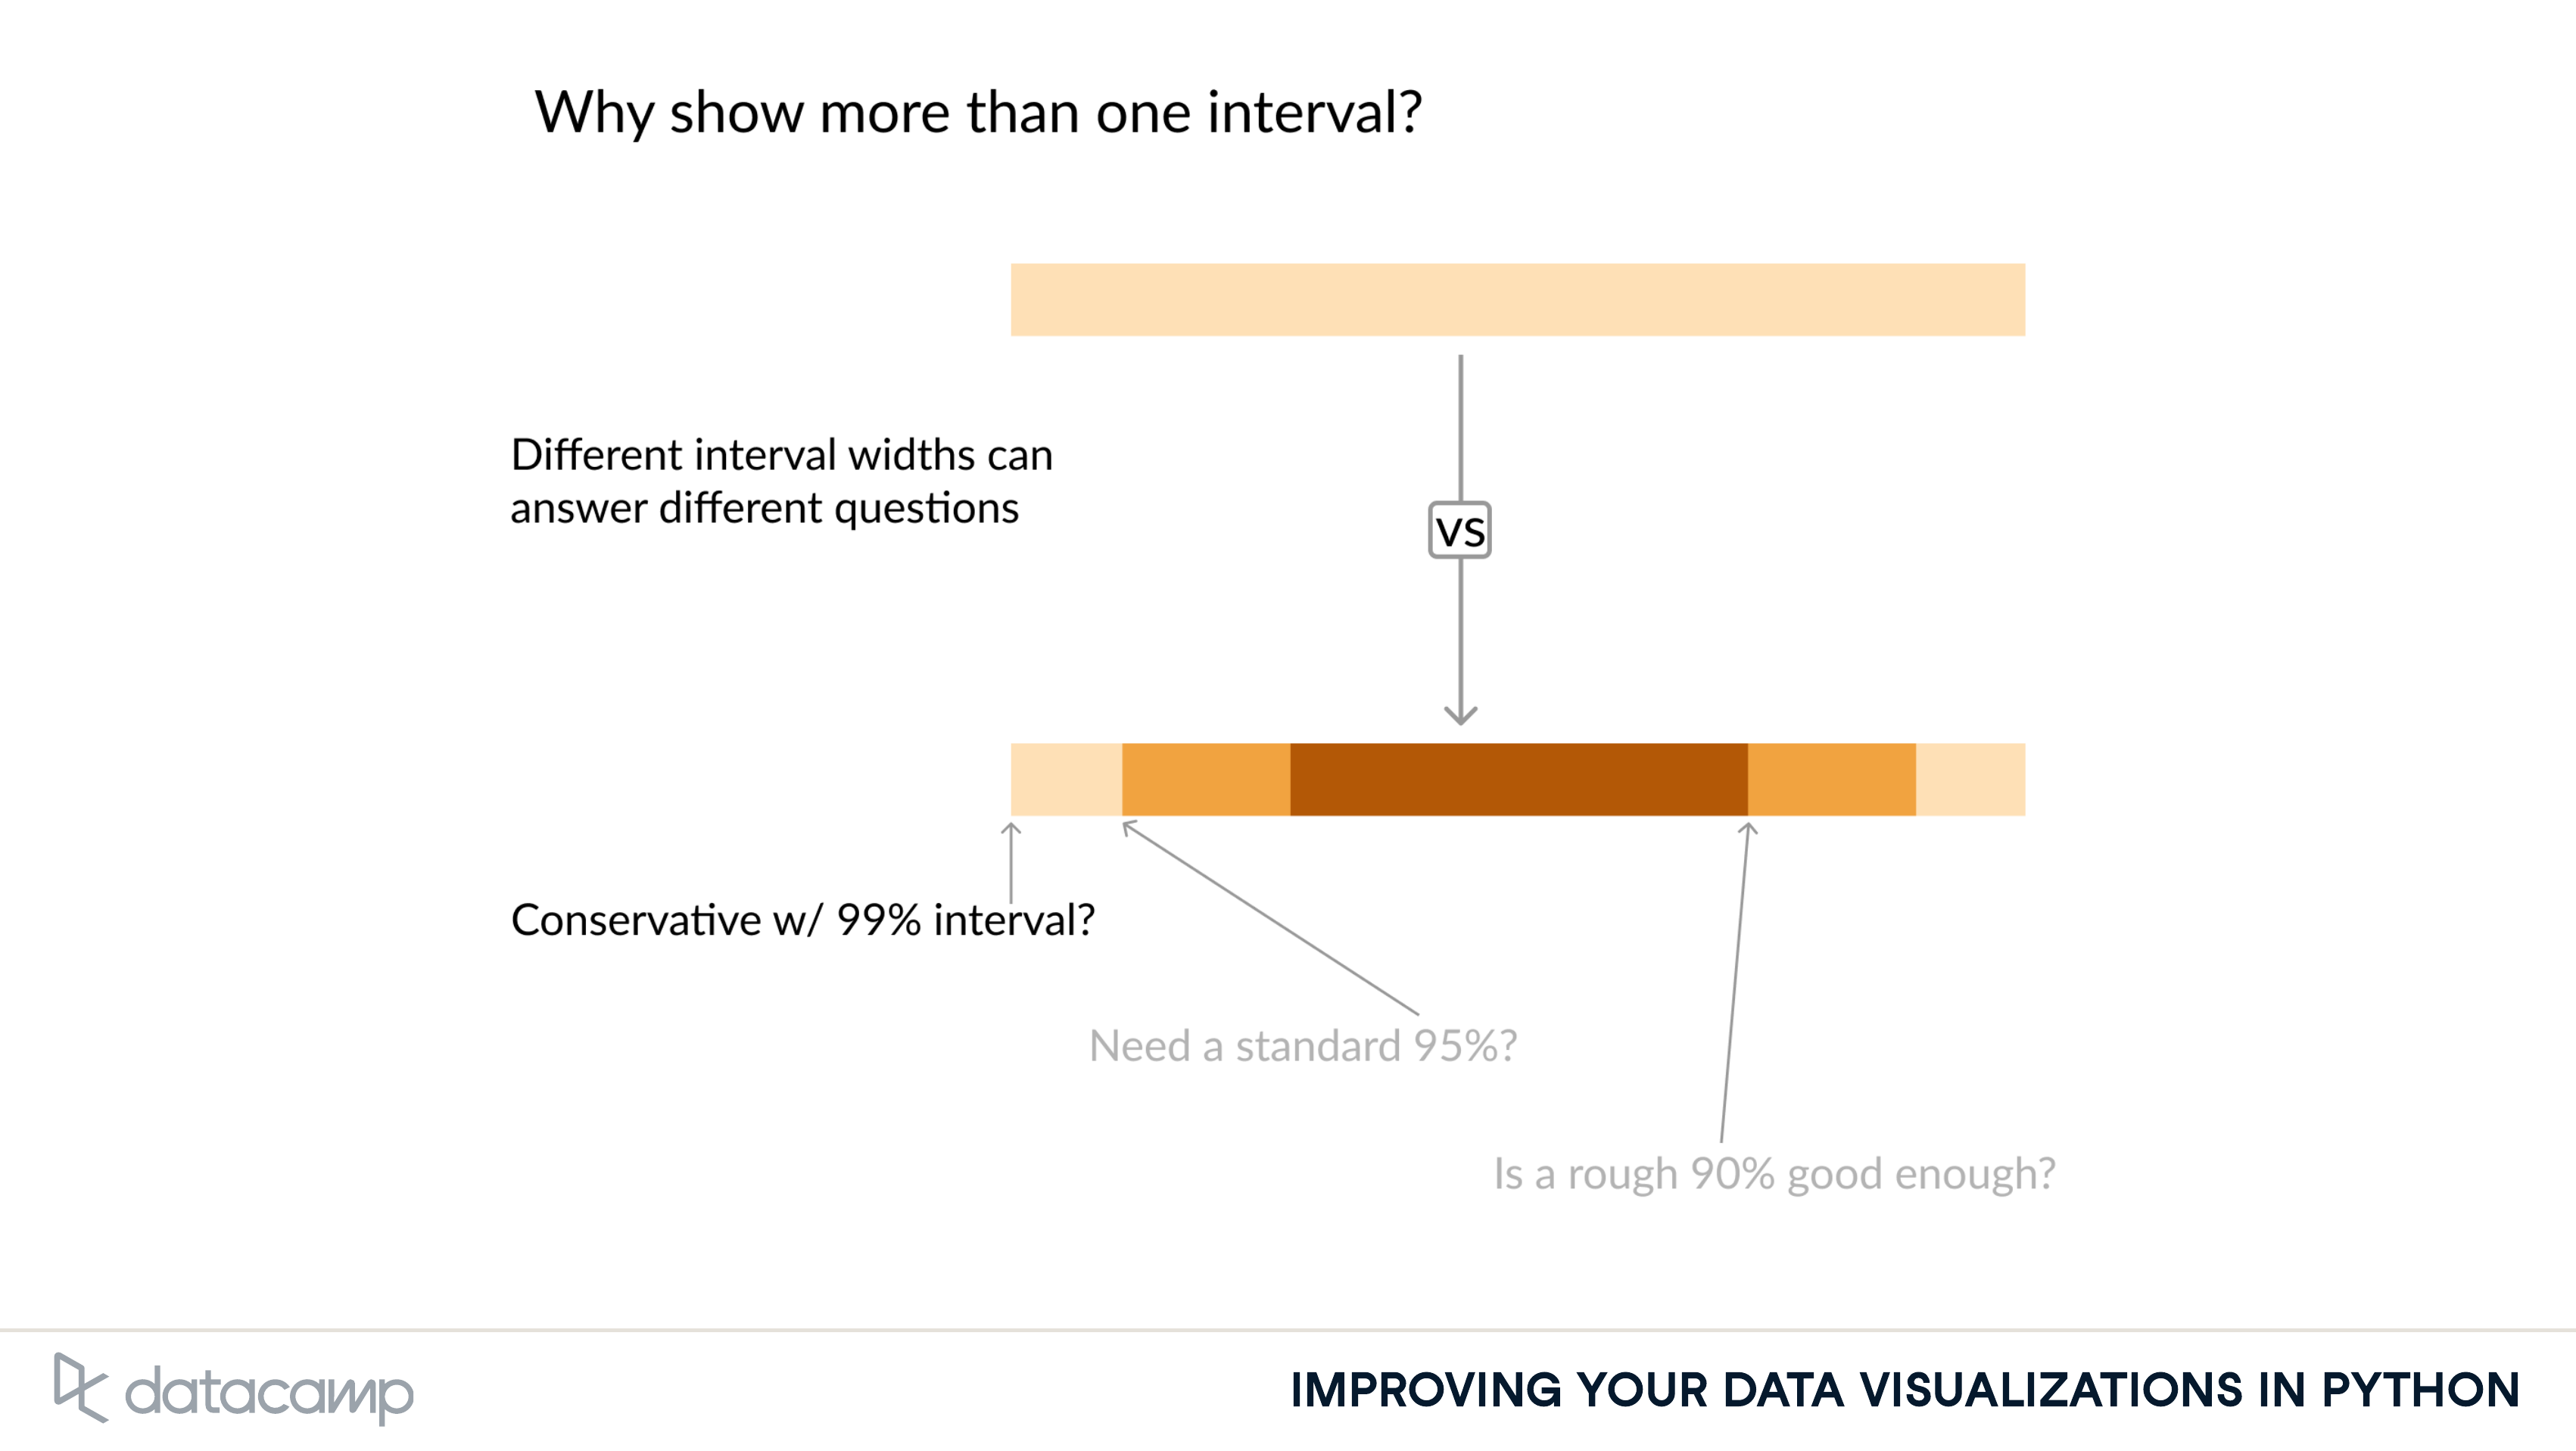 Why show more than one interval?
Different interval widths can
answer different questions
vs
Conservative w/ 99% interval?
Need a standard 95%?
Is a rough 90% good enough?
datacamp
IMPROVING YOUR DATA VISUALIZATIONS IN PYTHON